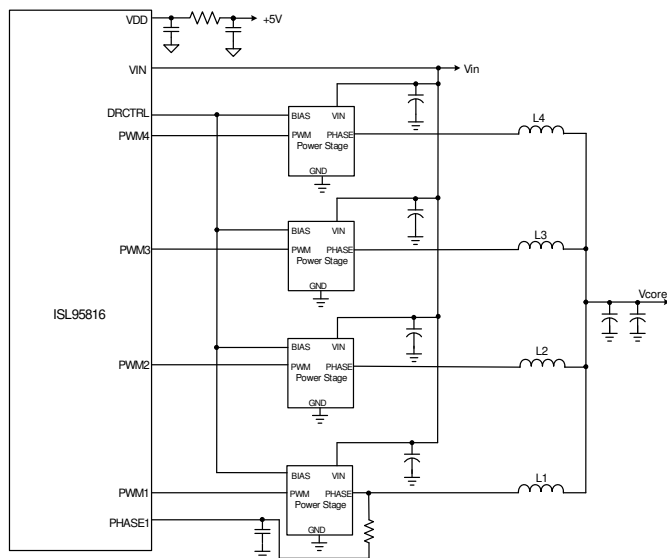 VDD
+5V
VIN
Vin
DRCTRL
BIAS
VIN
PWM4
PWM
PHASE
Power Stage
GND
L4
BIAS
VIN
PWM3
PWM
PHASE
Power Stage
GND
L3
Vcore
ISL95816
BIAS
VIN
PWM2
PWM
PHASE
Power Stage
GND
L2
BIAS
VIN
PWM1
PWM
PHASE
Power Stage
GND
L1
PHASE1